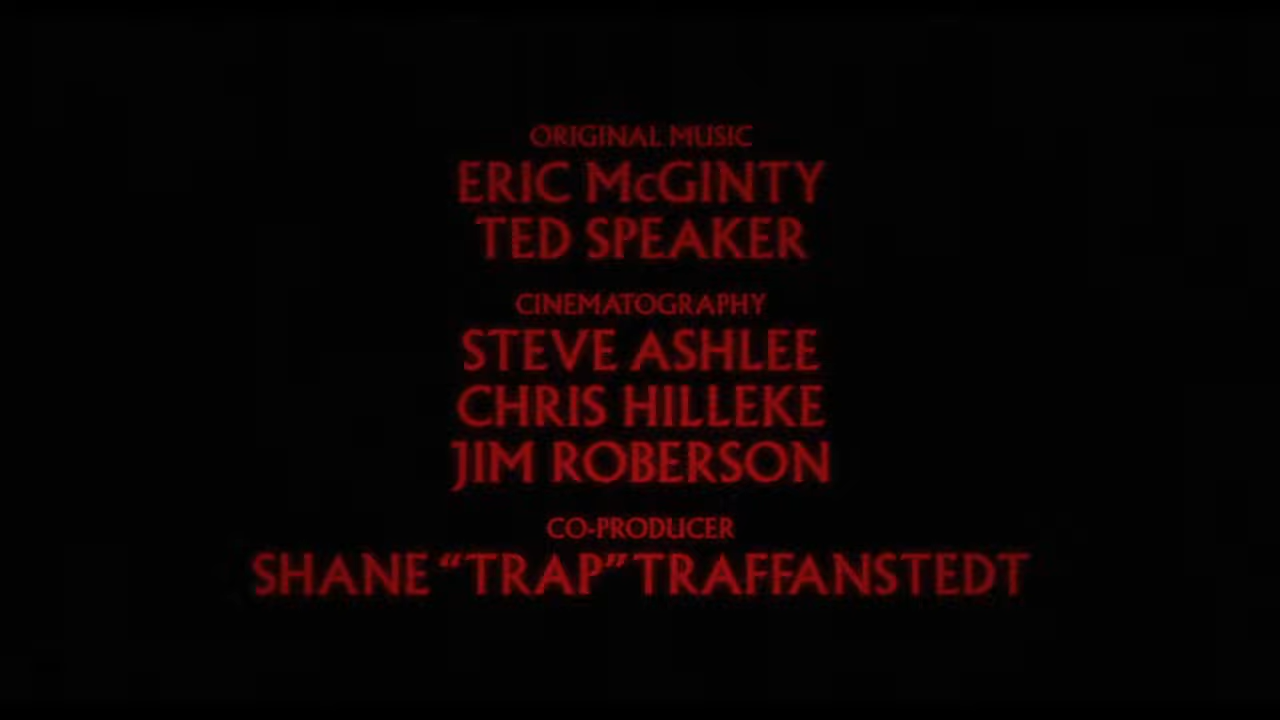 ORIGINAL MUSIC
ERIC McGINTY
TED SPEAKER
CINEMATOGRAPHY
STEVE ASHLEE
CHRIS HILLEKE
JIM ROBERSON
CO-PRODUCER
SHANE “TRAP” TRAFFANSTEDT